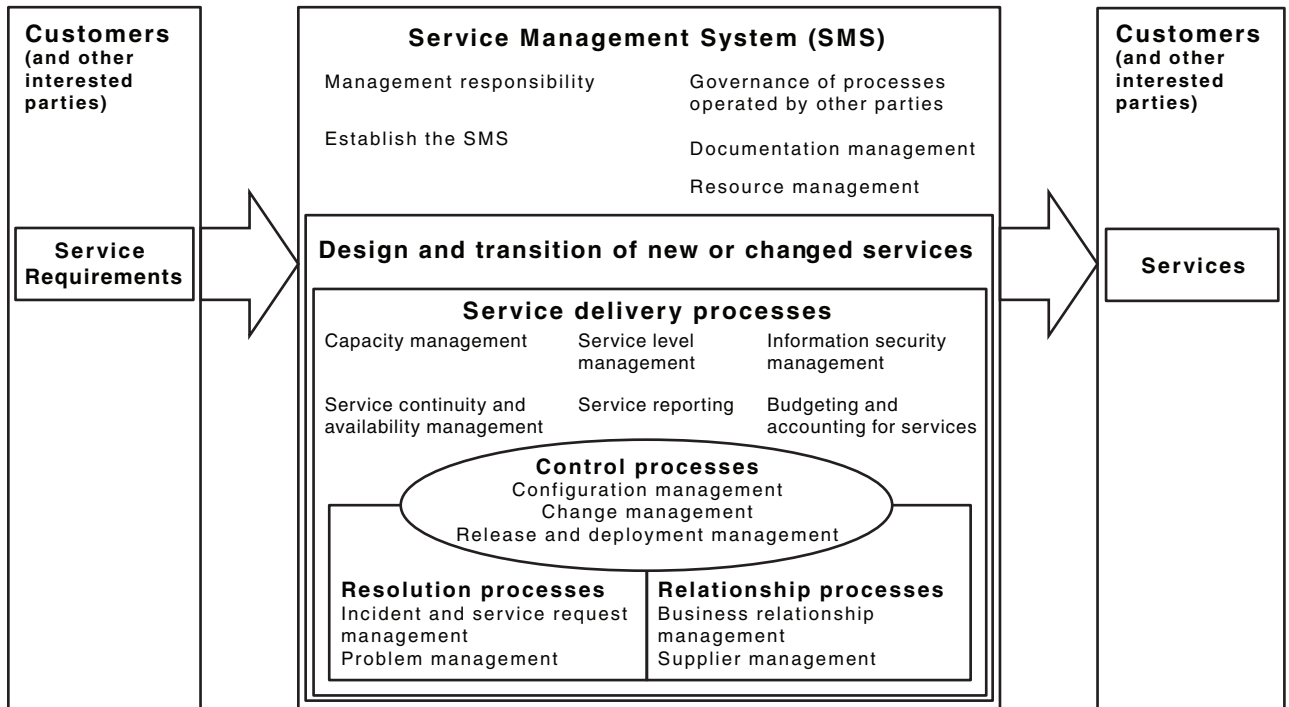 Customers
(and other
interested
parties)
Service
Requirements
Service Management System (SMS)
Management responsibility
Establish the SMS
Governance of processes
operated by other parties
Documentation management
Resource management
Design and transition of new or changed services
Service delivery processes
Capacity management
Service level
management
Information security
management
Service continuity and
availability management
Service reporting
Budgeting and
accounting for services
Control processes
Configuration management
Change management
Release and deployment management
Resolution processes
Incident and service request
management
Problem management
Relationship processes
Business relationship
management
Supplier management
Customers
(and other
interested
parties)
Services